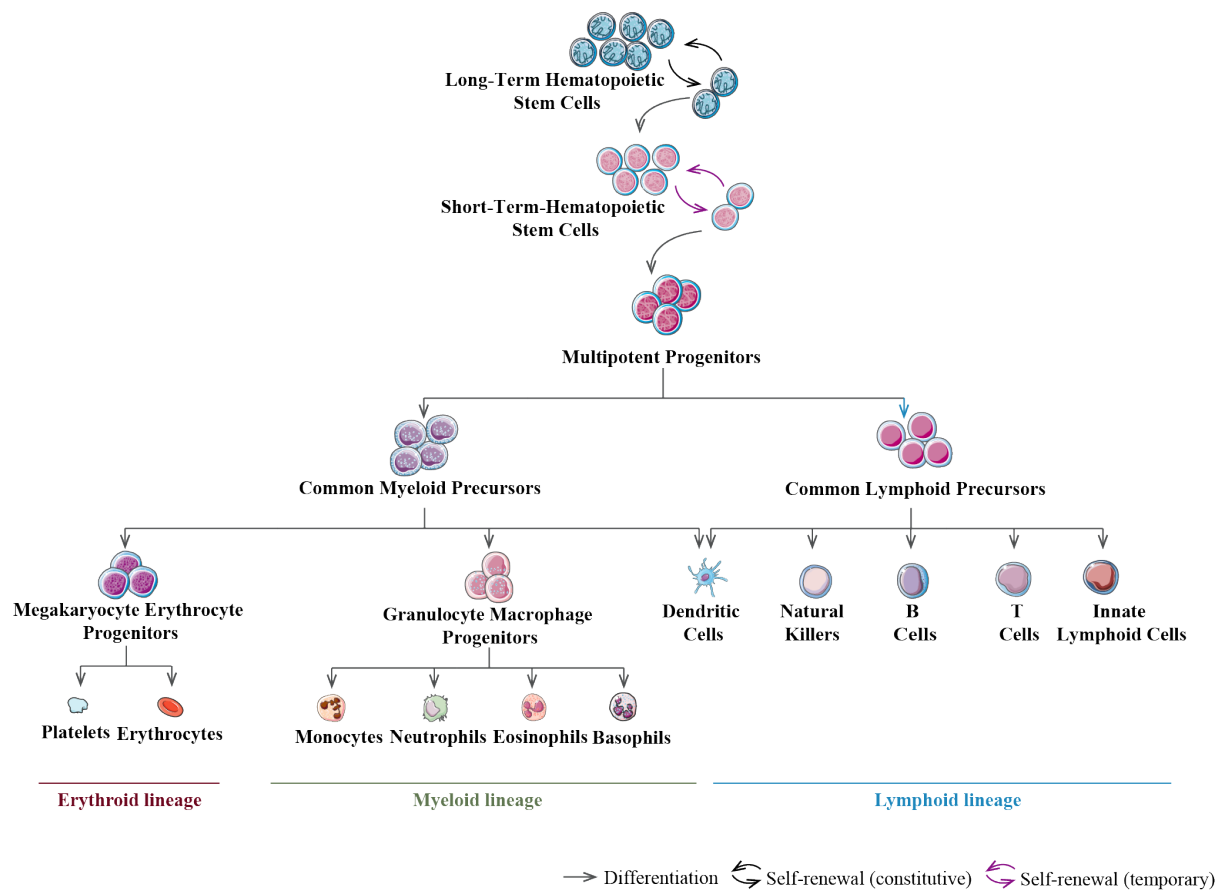 Long-Term Hematopoietic
Stem Cells
Short-Term-Hematopoietic
Stem Cells
Multipotent Progenitors
Common Myeloid Precursors
Common Lymphoid Precursors
Megakaryocyte Erythrocyte
Progenitors
Granulocyte Macrophage
Progenitors
Dendritic
Cells
Natural
Killers
B
Cells
T
Cells
Innate
Lymphoid Cells
Platelets
Erythrocytes
Monocytes
Neutrophils
Eosinophils
Basophils
Erythroid lineage
Myeloid lineage
Lymphoid lineage
Differentiation
Self-renewal (constitutive)
Self-renewal (temporary)